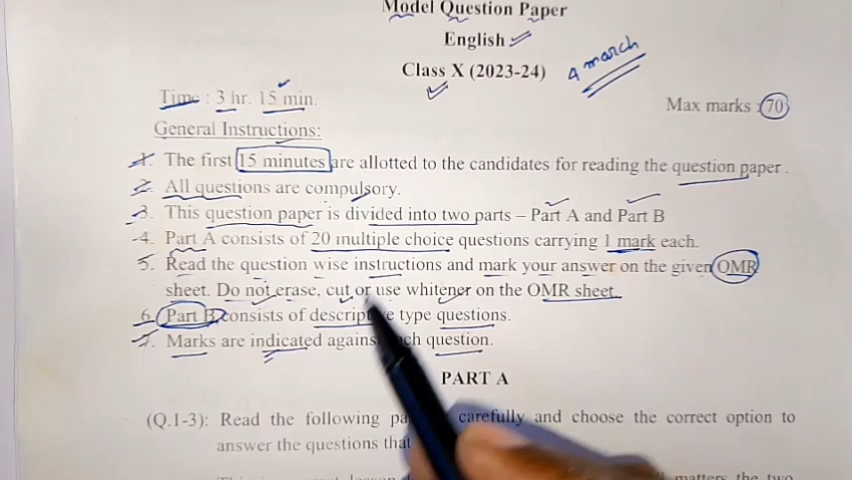 Model Question Paper
English
Class X (2023-24)
4 march
Time : 3 hr. 15 min.
Max marks : 70
General Instructions:
1. The first 15 minutes are allotted to the candidates for reading the question paper .
2. All questions are compulsory.
3. This question paper is divided into two parts – Part A and Part B
4. Part A consists of 20 multiple choice questions carrying 1 mark each.
5. Read the question wise instructions and mark your answer on the given OMR
sheet. Do not erase, cut or use whitener on the OMR sheet.
6. Part B consists of descriptive type questions.
7. Marks are indicated against each question.
PART A
(Q.1-3): Read the following carefully and choose the correct option to
answer the questions that
matters the two